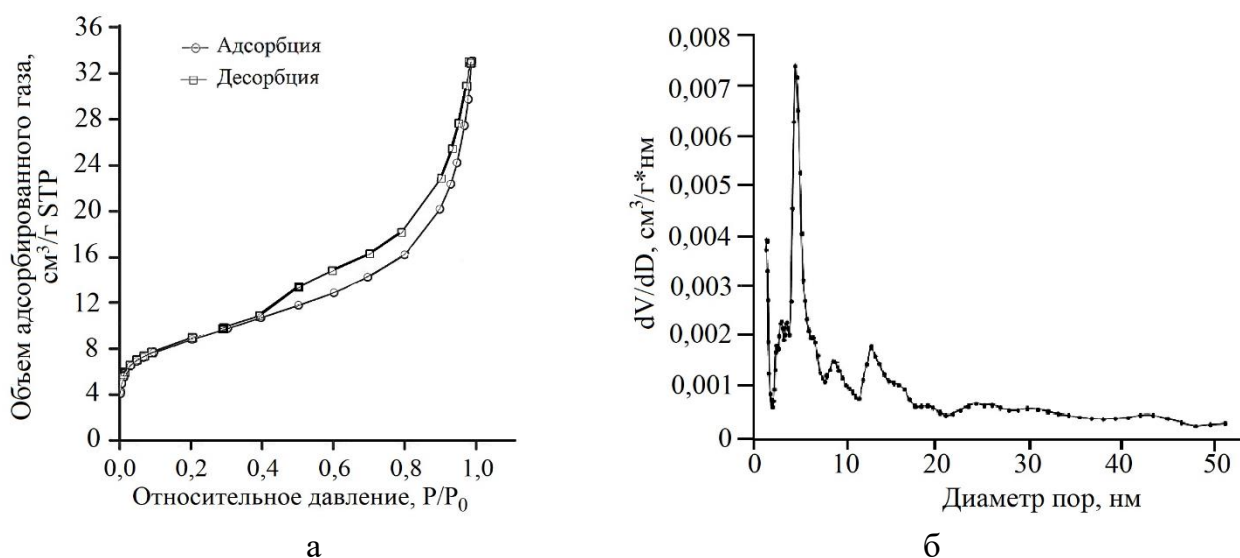 36
32
28
24
20
16
12
8
4
0
Объем адсорбированного газа,
см³/г STP
Адсорбция
Десорбция
0,0 0,2 0,4 0,6 0,8 1,0
Относительное давление, P/P₀
а
0,008
0,007
0,006
0,005
0,004
0,003
0,002
0,001
0
dV/dD, см³/г*нм
0 10 20 30 40 50
Диаметр пор, нм
б